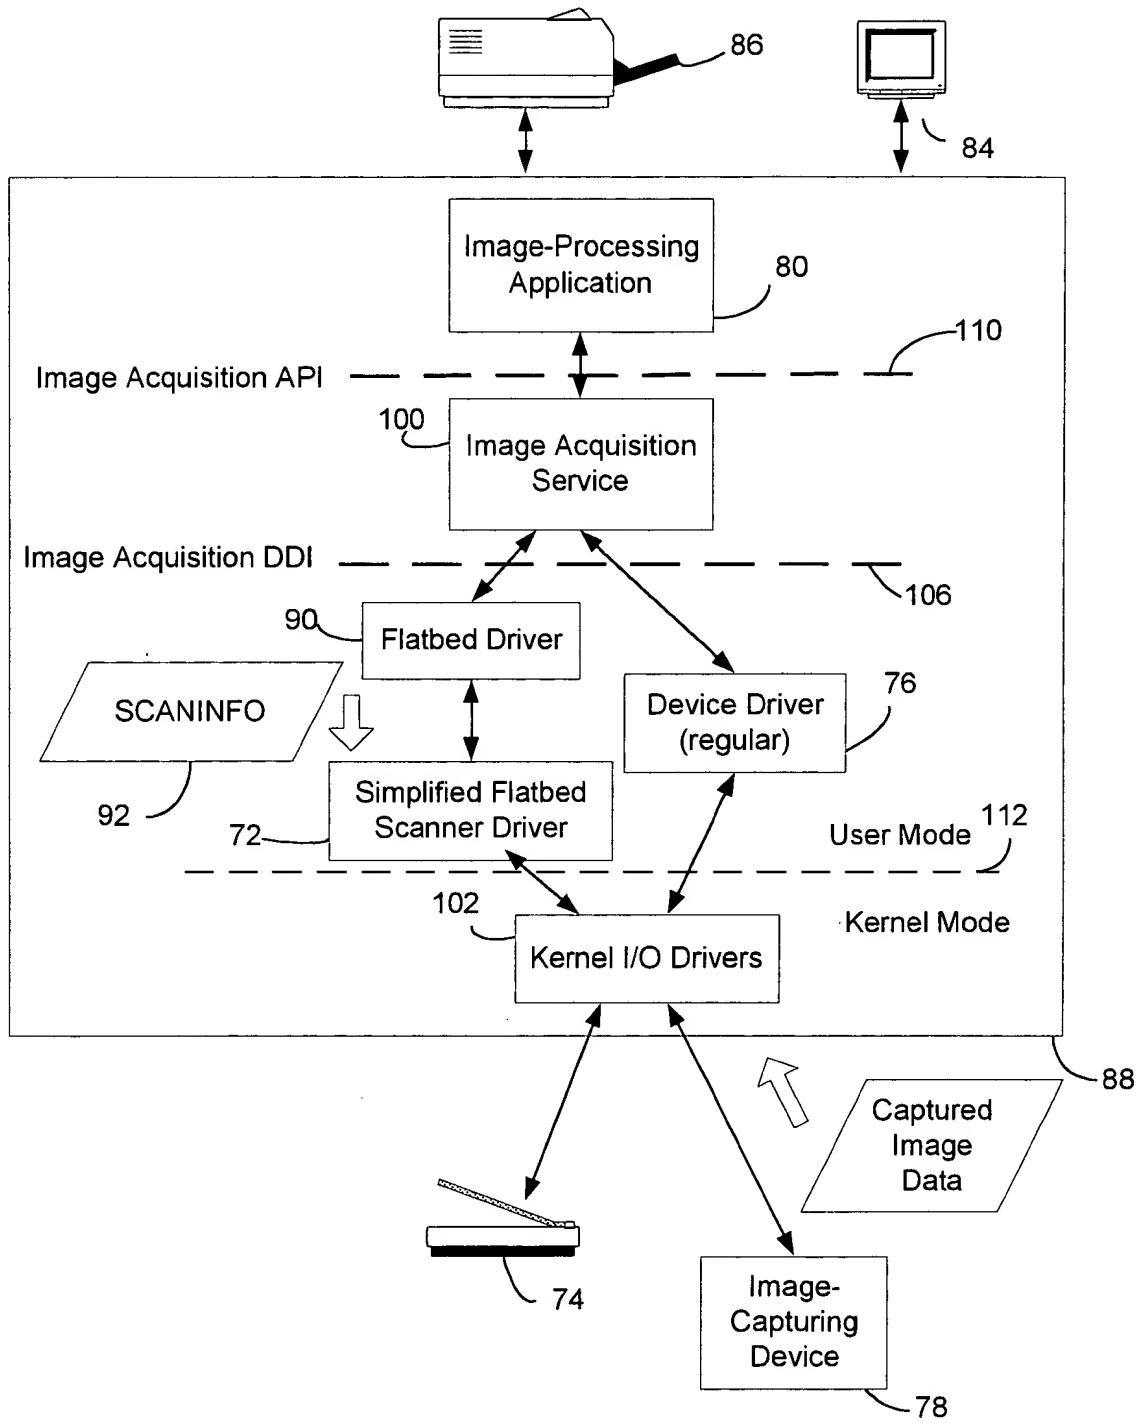 86
84
Image-Processing
Application
80
110
Image Acquisition API
100
Image Acquisition
Service
Image Acquisition DDI
106
90
Flatbed Driver
76
SCANINFO
Device Driver
(regular)
92
Simplified Flatbed
Scanner Driver
72
User Mode
112
102
Kernel Mode
Kernel I/O Drivers
88
Captured
Image
Data
74
Image-
Capturing
Device
78